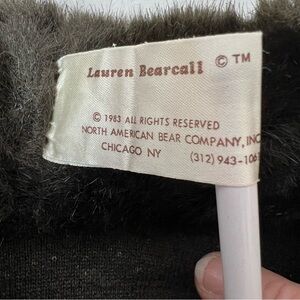 Lauren Bearcall © TM
© 1983 ALL RIGHTS RESERVED
NORTH AMERICAN BEAR COMPANY, INC
CHICAGO NY (312) 943-106